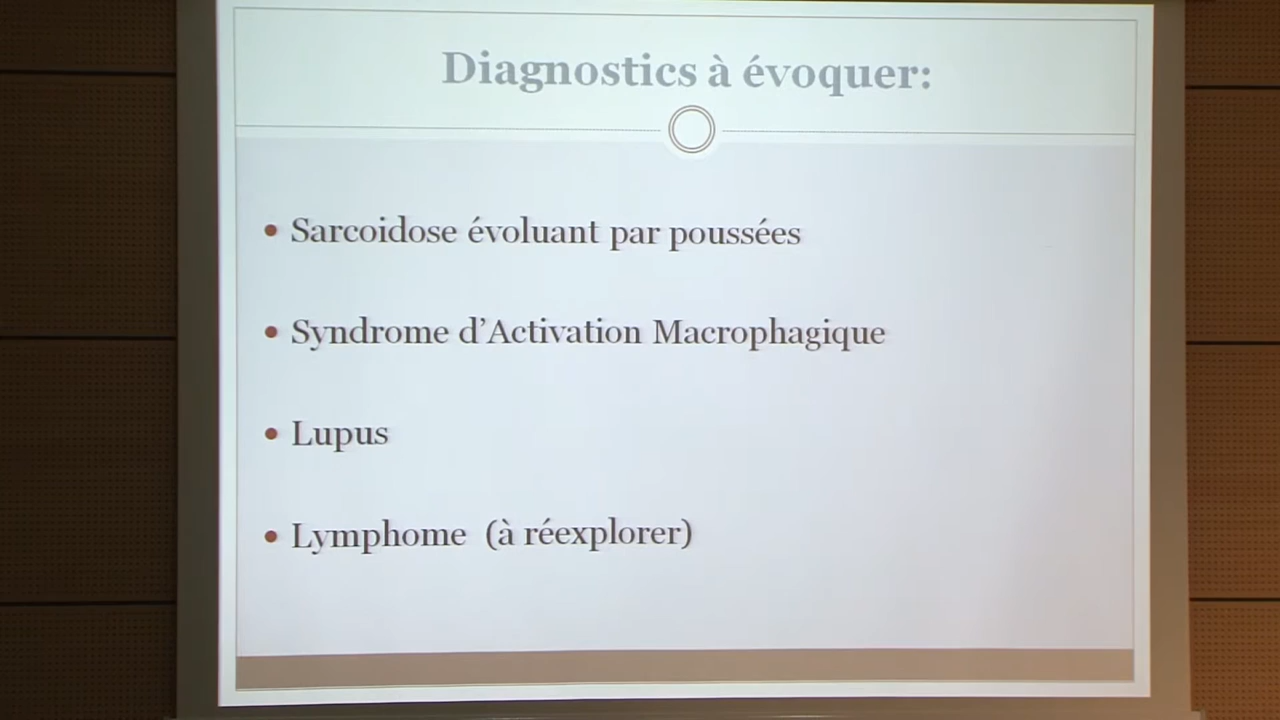 Diagnostics à évoquer:
• Sarcoidose évoluant par poussées
• Syndrome d'Activation Macrophagique
• Lupus
• Lymphome (à réexplorer)